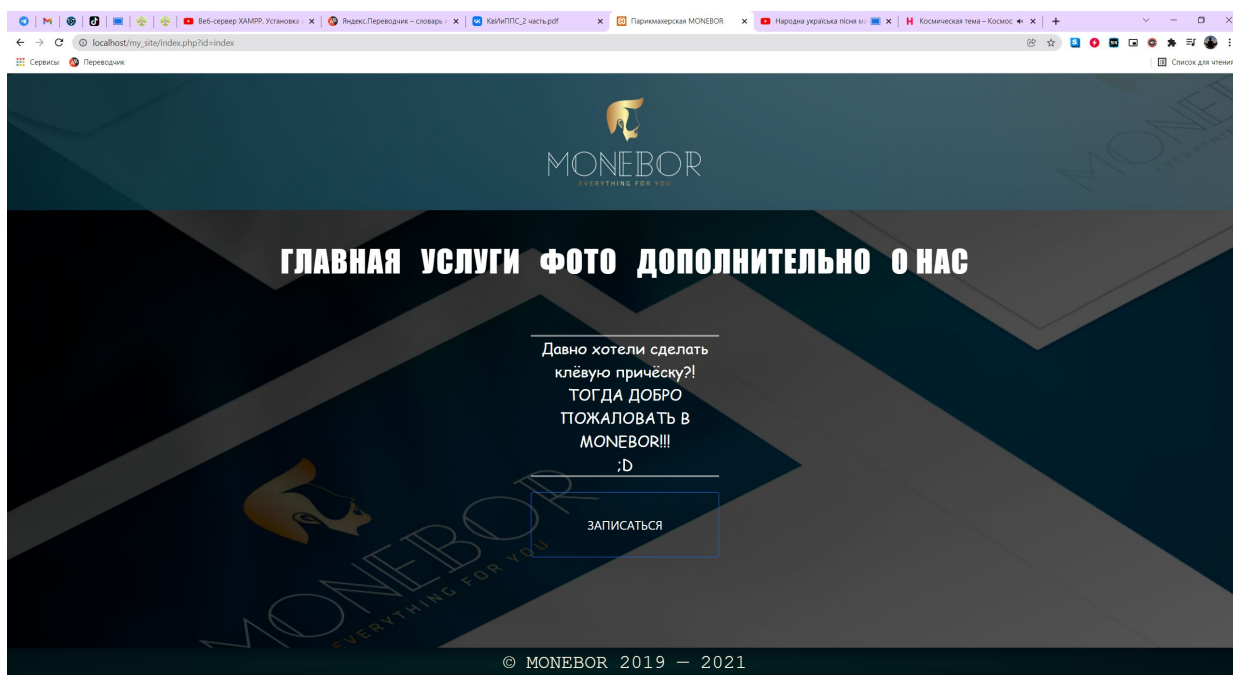 Веб-сервер XAMPP. Установка
Яндекс.Переводчик – словарь
КвИиППС_2 часть.pdf
Парикмахерская MONEBOR
Народна українська пісня
Космическая тема – Космос
localhost/my_site/index.php?id=index
Сервисы Переводчик Список для чтения
MONEBOR
EVERYTHING FOR YOU
MONEBOR
ГЛАВНАЯ УСЛУГИ ФОТО ДОПОЛНИТЕЛЬНО О НАС
Давно хотели сделать
клёвую причёску?!
ТОГДА ДОБРО
ПОЖАЛОВАТЬ В
MONEBOR!!!
;D
ЗАПИСАТЬСЯ
MONEBOR
EVERYTHING FOR YOU
© MONEBOR 2019 — 2021